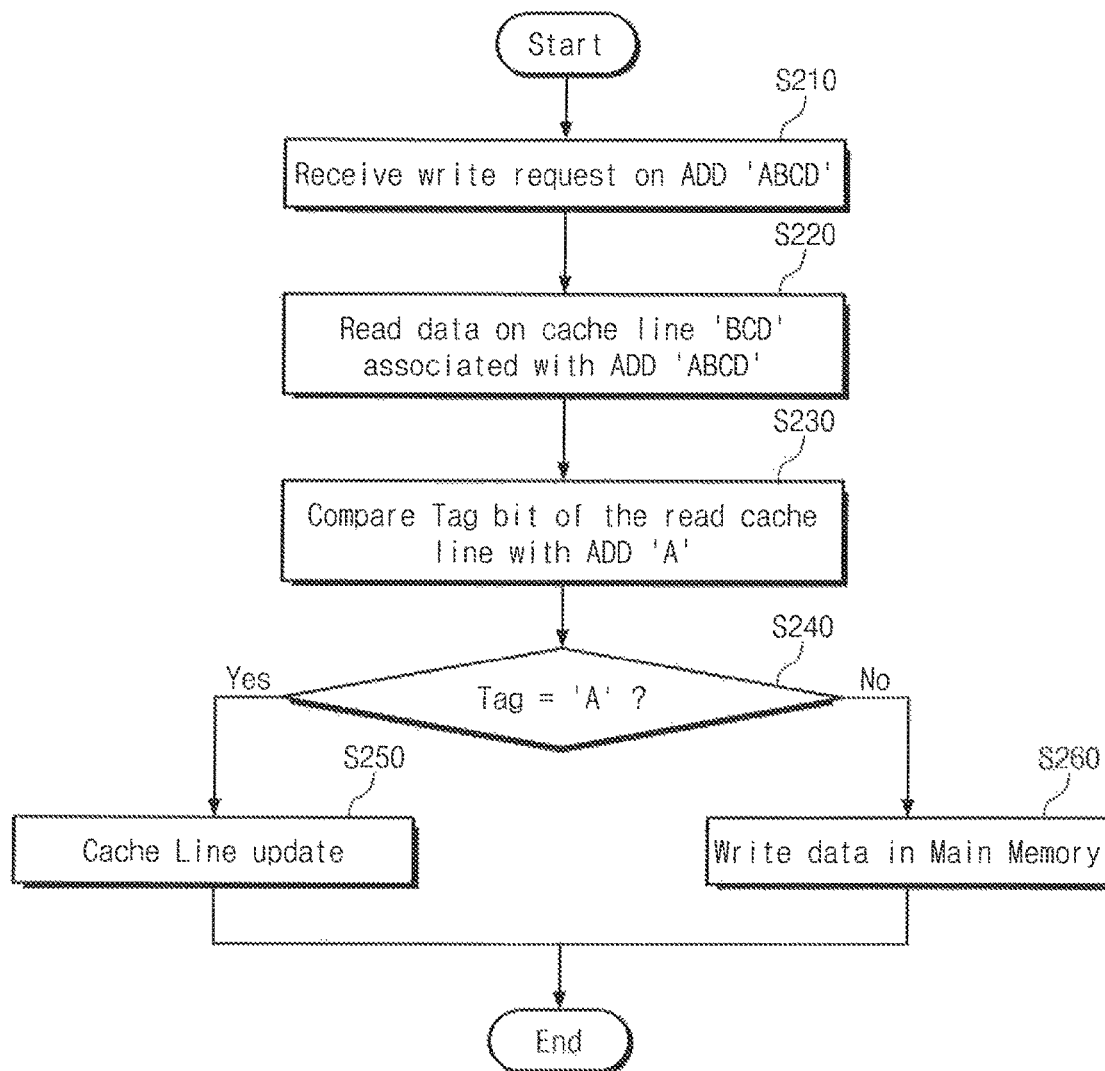 Start
S210
Receive write request on ADD 'ABCD'
S220
Read data on cache line 'BCD'
associated with ADD 'ABCD'
S230
Compare Tag bit of the read cache
line with ADD 'A'
S240
Yes
Tag = 'A' ?
No
S250
S260
Cache Line update
Write data in Main Memory
End